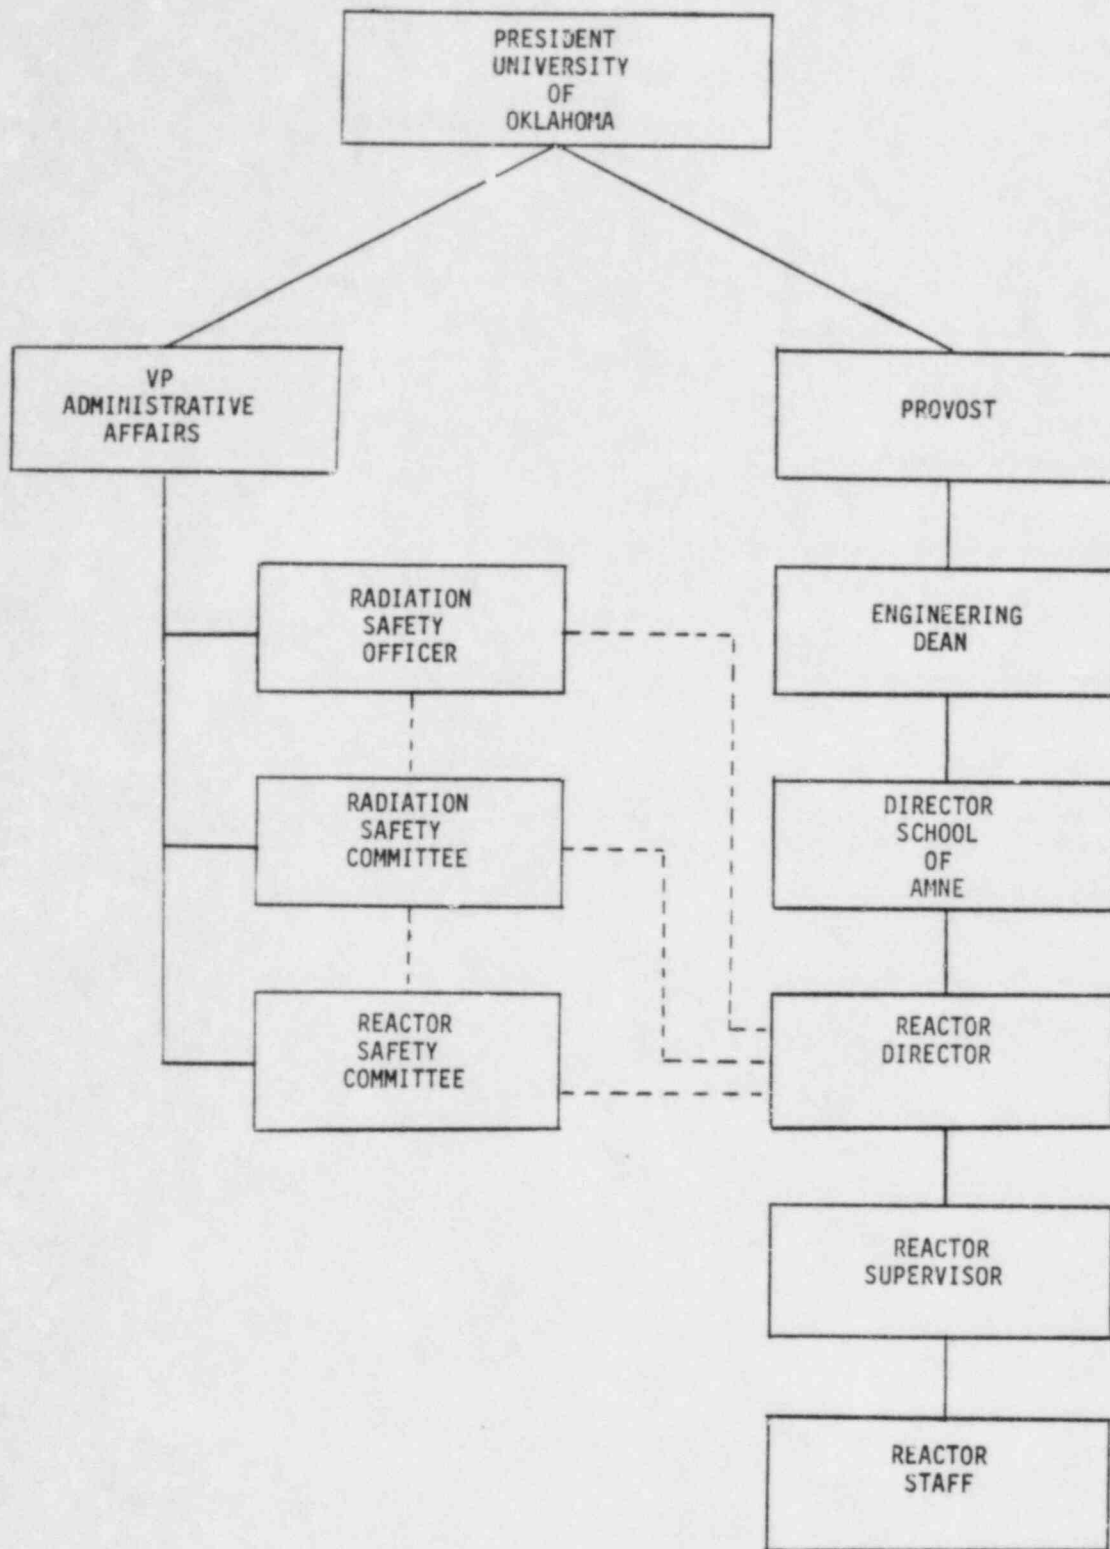 PRESIDENT
UNIVERSITY
OF
OKLAHOMA
VP
ADMINISTRATIVE
AFFAIRS
PROVOST
RADIATION
SAFETY
OFFICER
ENGINEERING
DEAN
RADIATION
SAFETY
COMMITTEE
DIRECTOR
SCHOOL
OF
AMNE
REACTOR
SAFETY
COMMITTEE
REACTOR
DIRECTOR
REACTOR
SUPERVISOR
REACTOR
STAFF